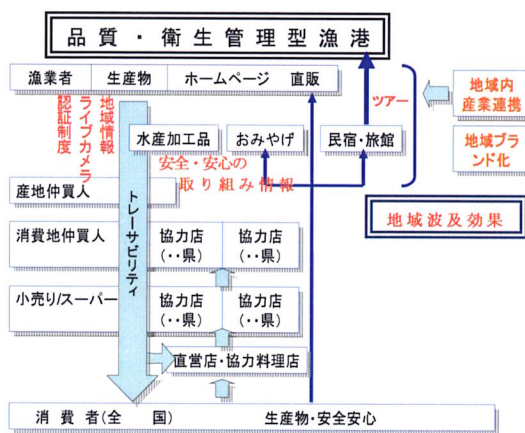 品質・衛生管理型漁港
漁業者 生産物 ホームページ 直販
ツアー
地域内
産業連携
地域ブラ
ンド化
地域情報
ライブカメラ
認証制度
水産加工品 おみやげ 民宿・旅館
安全・安心の
取り組み情報
産地仲買人
トレーサビリティ
地域波及効果
消費地仲買人
協力店
(・・県)
協力店
(・・県)
小売り/スーパー
協力店
(・・県)
協力店
(・・県)
直営店・協力料理店
消費者(全国) 生産物・安全安心